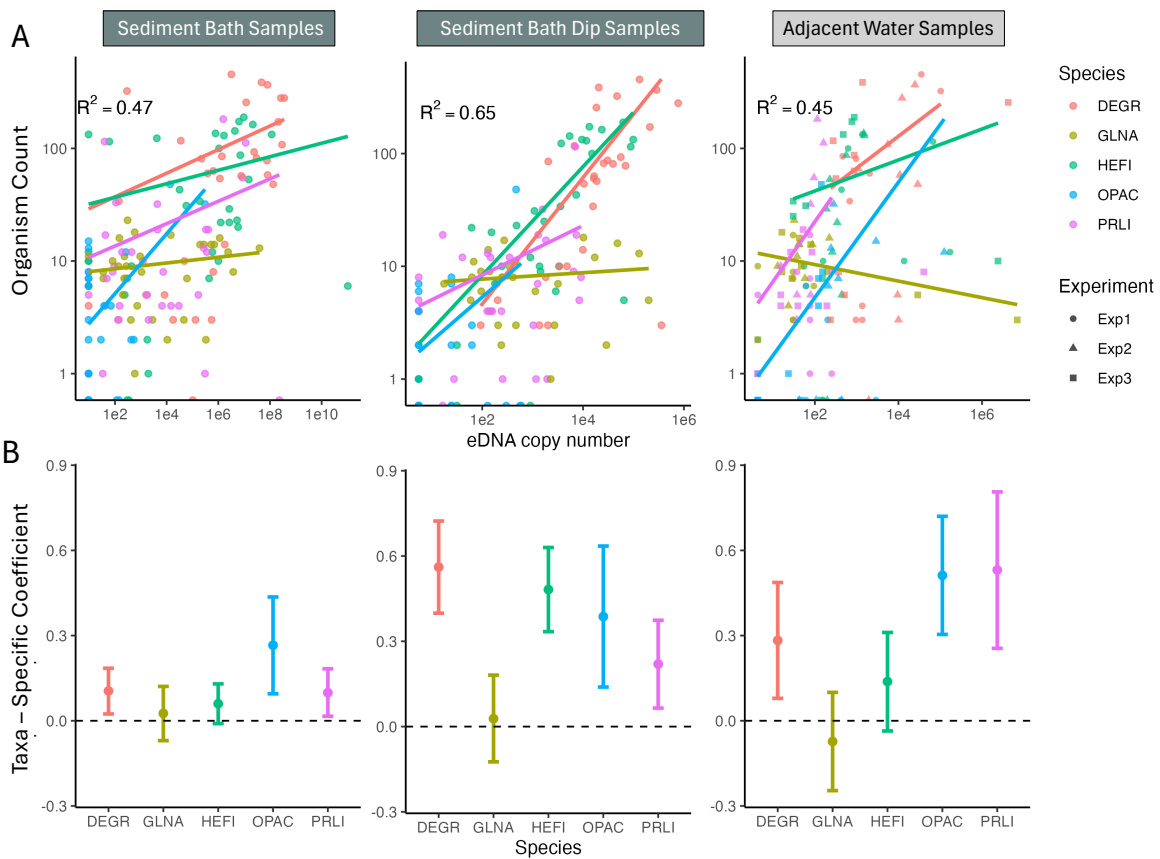 A
Sediment Bath Samples
Sediment Bath Dip Samples
Adjacent Water Samples
Organism Count
100
10
1
R² = 0.47
1e2
1e4
1e6
1e8
1e10
100
10
1
R² = 0.65
1e2
1e4
1e6
eDNA copy number
100
10
1
R² = 0.45
1e2
1e4
1e6
Species
DEGR
GLNA
HEFI
OPAC
PRLI
Experiment
Exp1
Exp2
Exp3
B
Taxa – Specific Coefficient
0.9
0.6
0.3
0.0
-0.3
DEGR
GLNA
HEFI
OPAC
PRLI
0.9
0.6
0.3
0.0
-0.3
DEGR
GLNA
HEFI
OPAC
PRLI
Species
0.9
0.6
0.3
0.0
-0.3
DEGR
GLNA
HEFI
OPAC
PRLI